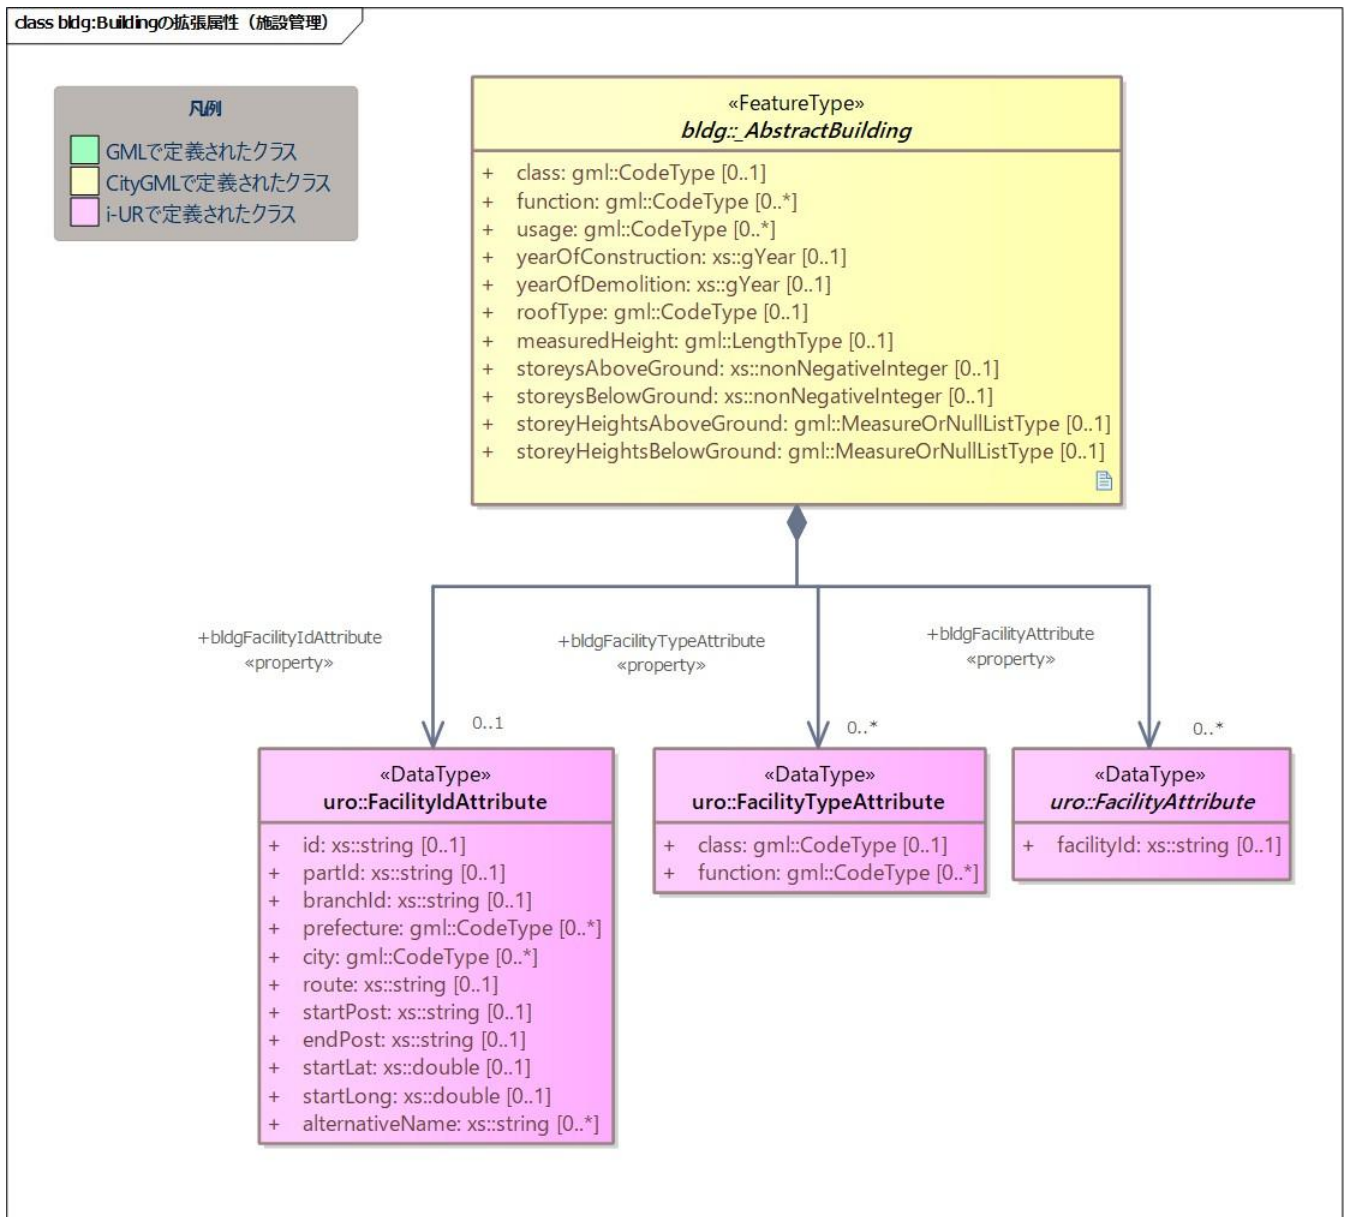 class bldg:Buildingの拡張属性（施設管理）
凡例
GMLで定義されたクラス
CityGMLで定義されたクラス
i-URで定義されたクラス
«FeatureType»
bldg::_AbstractBuilding
+ class: gml::CodeType [0..1]
+ function: gml::CodeType [0..*]
+ usage: gml::CodeType [0..*]
+ yearOfConstruction: xs::gYear [0..1]
+ yearOfDemolition: xs::gYear [0..1]
+ roofType: gml::CodeType [0..1]
+ measuredHeight: gml::LengthType [0..1]
+ storeysAboveGround: xs::nonNegativeInteger [0..1]
+ storeysBelowGround: xs::nonNegativeInteger [0..1]
+ storeyHeightsAboveGround: gml::MeasureOrNullListType [0..1]
+ storeyHeightsBelowGround: gml::MeasureOrNullListType [0..1]
+bldgFacilityIdAttribute
«property»
0..1
+bldgFacilityTypeAttribute
«property»
0..*
+bldgFacilityAttribute
«property»
0..*
«DataType»
uro::FacilityIdAttribute
+ id: xs::string [0..1]
+ partId: xs::string [0..1]
+ branchId: xs::string [0..1]
+ prefecture: gml::CodeType [0..*]
+ city: gml::CodeType [0..*]
+ route: xs::string [0..1]
+ startPost: xs::string [0..1]
+ endPost: xs::string [0..1]
+ startLat: xs::double [0..1]
+ startLong: xs::double [0..1]
+ alternativeName: xs::string [0..*]
«DataType»
uro::FacilityTypeAttribute
+ class: gml::CodeType [0..1]
+ function: gml::CodeType [0..*]
«DataType»
uro::FacilityAttribute
+ facilityId: xs::string [0..1]